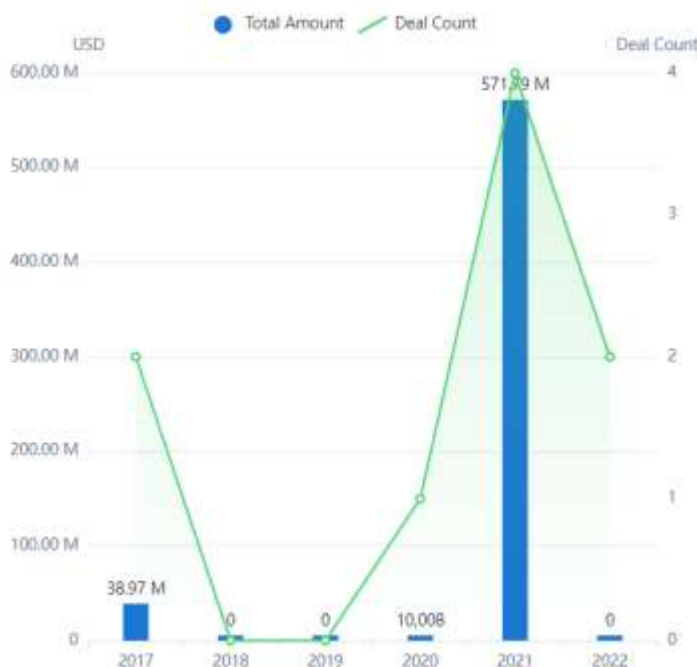 Total Amount Deal Count
USD Deal Count
600.00 M 4
500.00 M
3
400.00 M
300.00 M 2
200.00 M
1
100.00 M
38.97 M 0 0 10,008 0
0 0
2017 2018 2019 2020 2021 2022